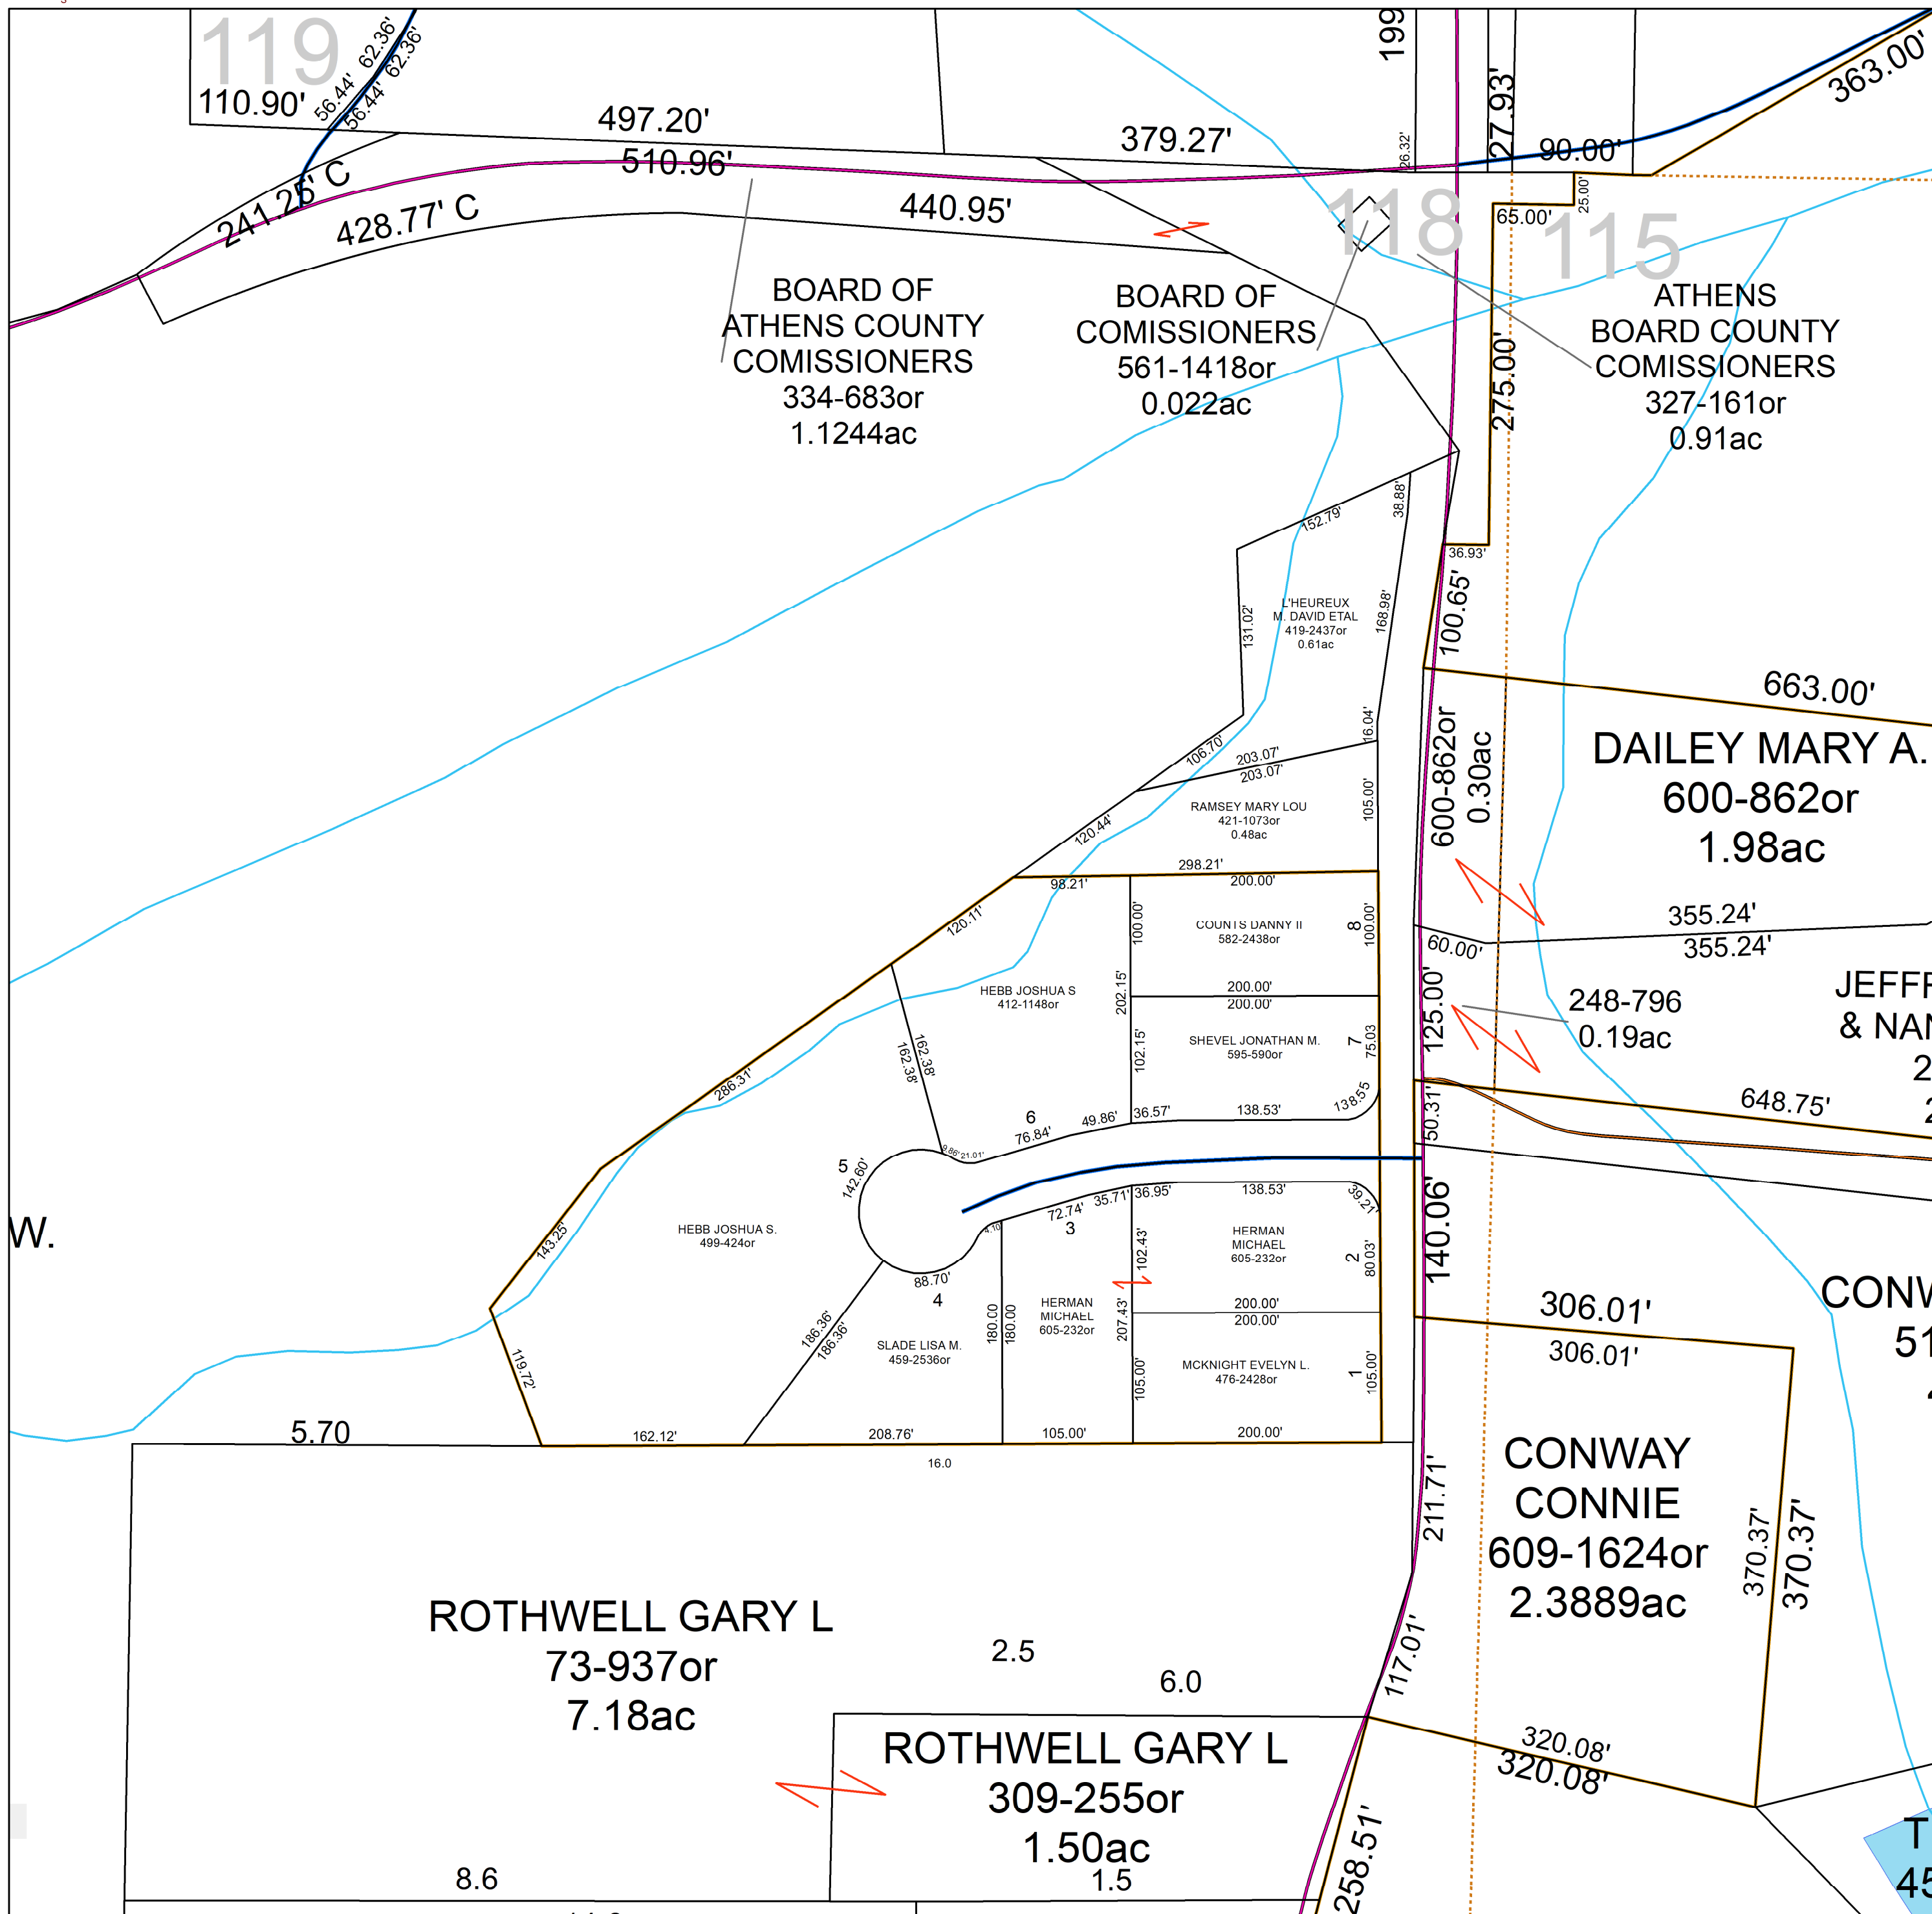 119
110.90'
56.44'
62.36'
56.44'
62.36'
497.20'
510.96'
379.27'
199
26.32'
27.93'
90.00'
363.00'
241.25' C
428.77' C
440.95'
118
115
65.00'
25.00'
275.00'
BOARD OF
ATHENS COUNTY
COMISSIONERS
334-683or
1.1244ac
BOARD OF
COMISSIONERS
561-1418or
0.022ac
ATHENS
BOARD COUNTY
COMISSIONERS
327-161or
0.91ac
152.79'
38.88'
36.93'
100.65'
L'HEUREUX
M. DAVID ETAL
419-2437or
0.61ac
131.02'
168.98'
16.04'
106.70'
203.07'
203.07'
663.00'
600-862or
0.30ac
DAILEY MARY A.
600-862or
1.98ac
RAMSEY MARY LOU
421-1073or
0.48ac
105.00'
120.44'
298.21'
98.21'
200.00'
120.11'
100.00'
COUNTS DANNY II
582-2438or
8
100.00'
355.24'
355.24'
60.00'
HEBB JOSHUA S
412-1148or
202.15'
200.00'
200.00'
125.00'
248-796
0.19ac
JEFF
& NA
2
SHEVEL JONATHAN M.
595-590or
7
75.03
102.15'
162.38'
162.38'
286.31'
138.55
138.53'
36.57'
49.86'
6
76.84'
9.86'
21.01'
50.31'
648.75'
5
142.60'
HEBB JOSHUA S.
499-424or
143.25'
W.
72.74'
35.71'
36.95'
138.53'
39.21'
3
4.10
140.06'
HERMAN
MICHAEL
605-232or
2
80.03'
102.43'
88.70'
4
HERMAN
MICHAEL
605-232or
180.00
180.00
207.43'
200.00'
200.00'
306.01'
306.01'
CONW
51
186.36'
186.36'
SLADE LISA M.
459-2536or
MCKNIGHT EVELYN L.
476-2428or
1
105.00'
105.00'
119.72'
5.70
162.12'
208.76'
105.00'
200.00'
16.0
211.71'
CONWAY
CONNIE
609-1624or
2.3889ac
370.37'
370.37'
ROTHWELL GARY L
73-937or
7.18ac
2.5
6.0
117.01'
320.08'
320.08'
ROTHWELL GARY L
309-255or
1.50ac
1.5
8.6
258.51'
T
45